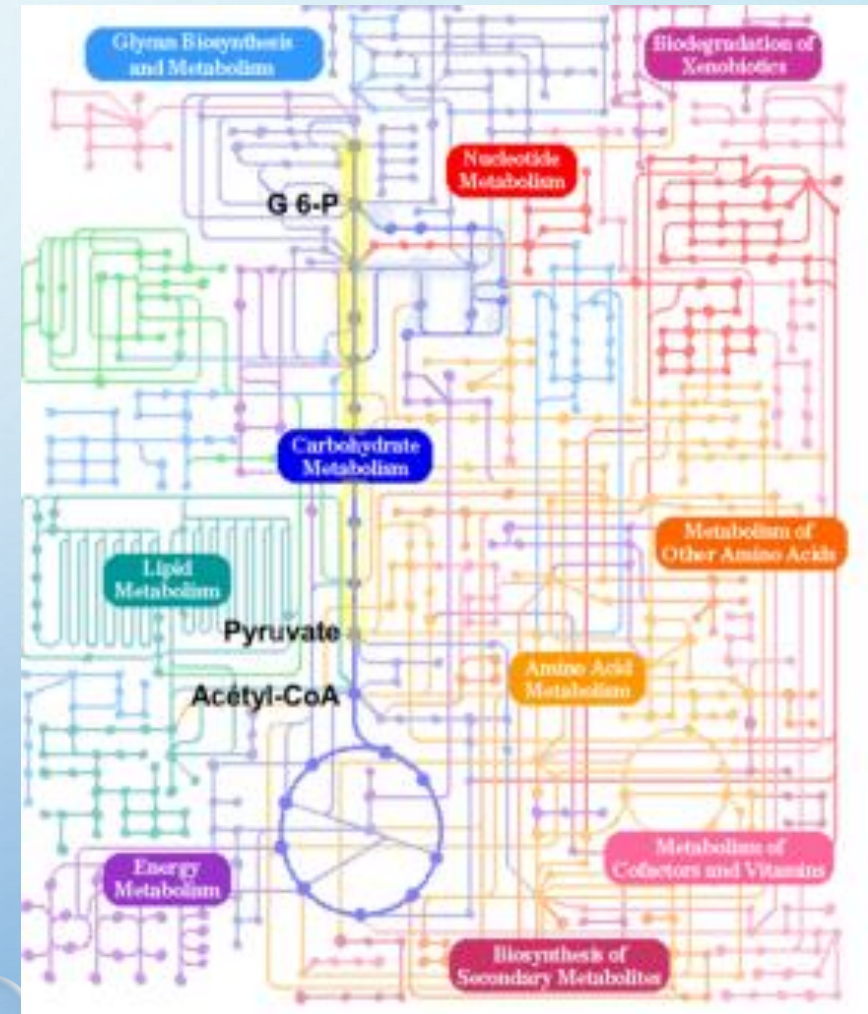 Glycan Biosynthesis
and Metabolism
Biodegradation of
Xenobiotics
Nucleotide
Metabolism
G 6-P
Carbohydrate
Metabolism
Metabolism of
Other Amino Acids
Lipid
Metabolism
Pyruvate
Amino Acid
Metabolism
Acétyl-CoA
Metabolism of
Cofactors and Vitamins
Energy
Metabolism
Biosynthesis of
Secondary Metabolites